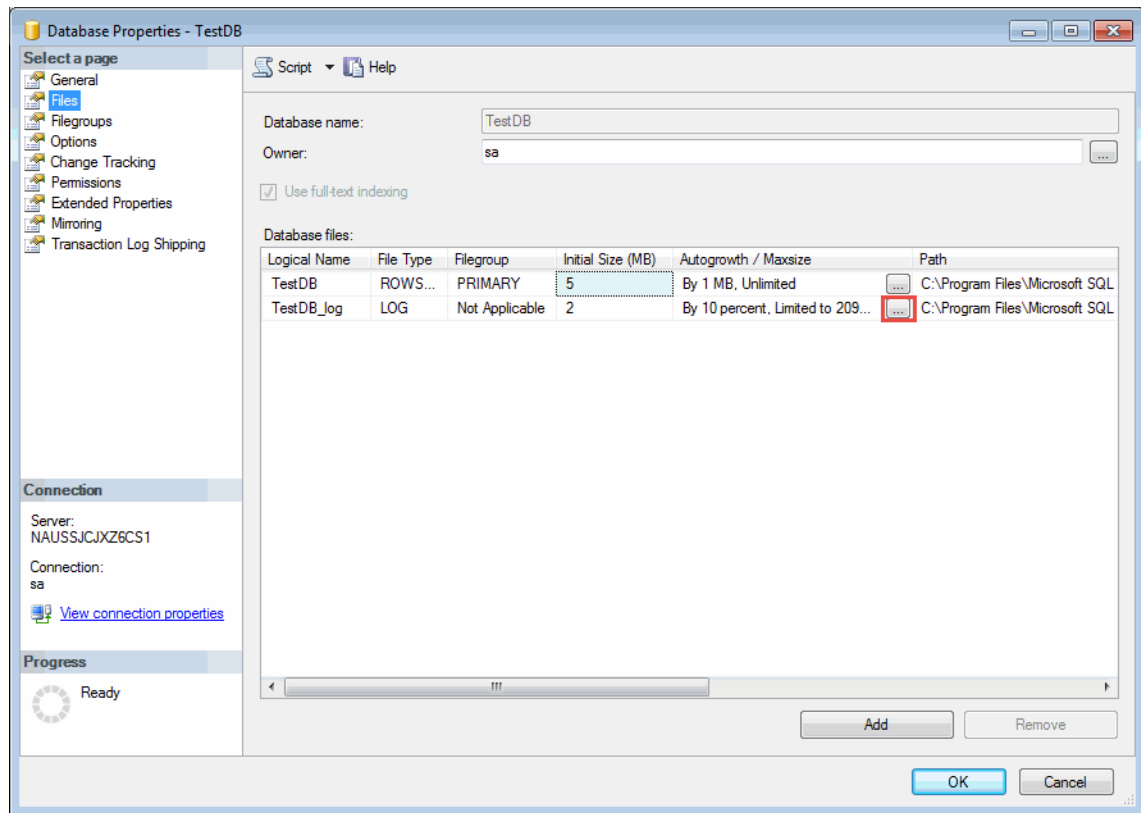 Database Properties - TestDB
Select a page
General
Files
Filegroups
Options
Change Tracking
Permissions
Extended Properties
Mirroring
Transaction Log Shipping
Connection
Server:
NAUSSJCJXZ6CS1
Connection:
sa
View connection properties
Progress
Ready
Script Help
Database name: TestDB
Owner: sa ...
Use full-text indexing
Database files:
Logical Name File Type Filegroup Initial Size (MB) Autogrowth / Maxsize Path
TestDB ROWS... PRIMARY 5 By 1 MB, Unlimited ... C:\Program Files\Microsoft SQL
TestDB_log LOG Not Applicable 2 By 10 percent, Limited to 209... ... C:\Program Files\Microsoft SQL
Add Remove
OK Cancel